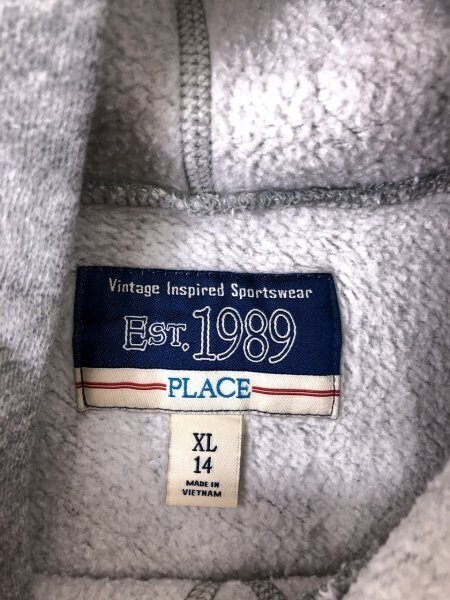 Vintage Inspired Sportswear
EST. 1989
PLACE
XL
14
MADE IN
VIETNAM